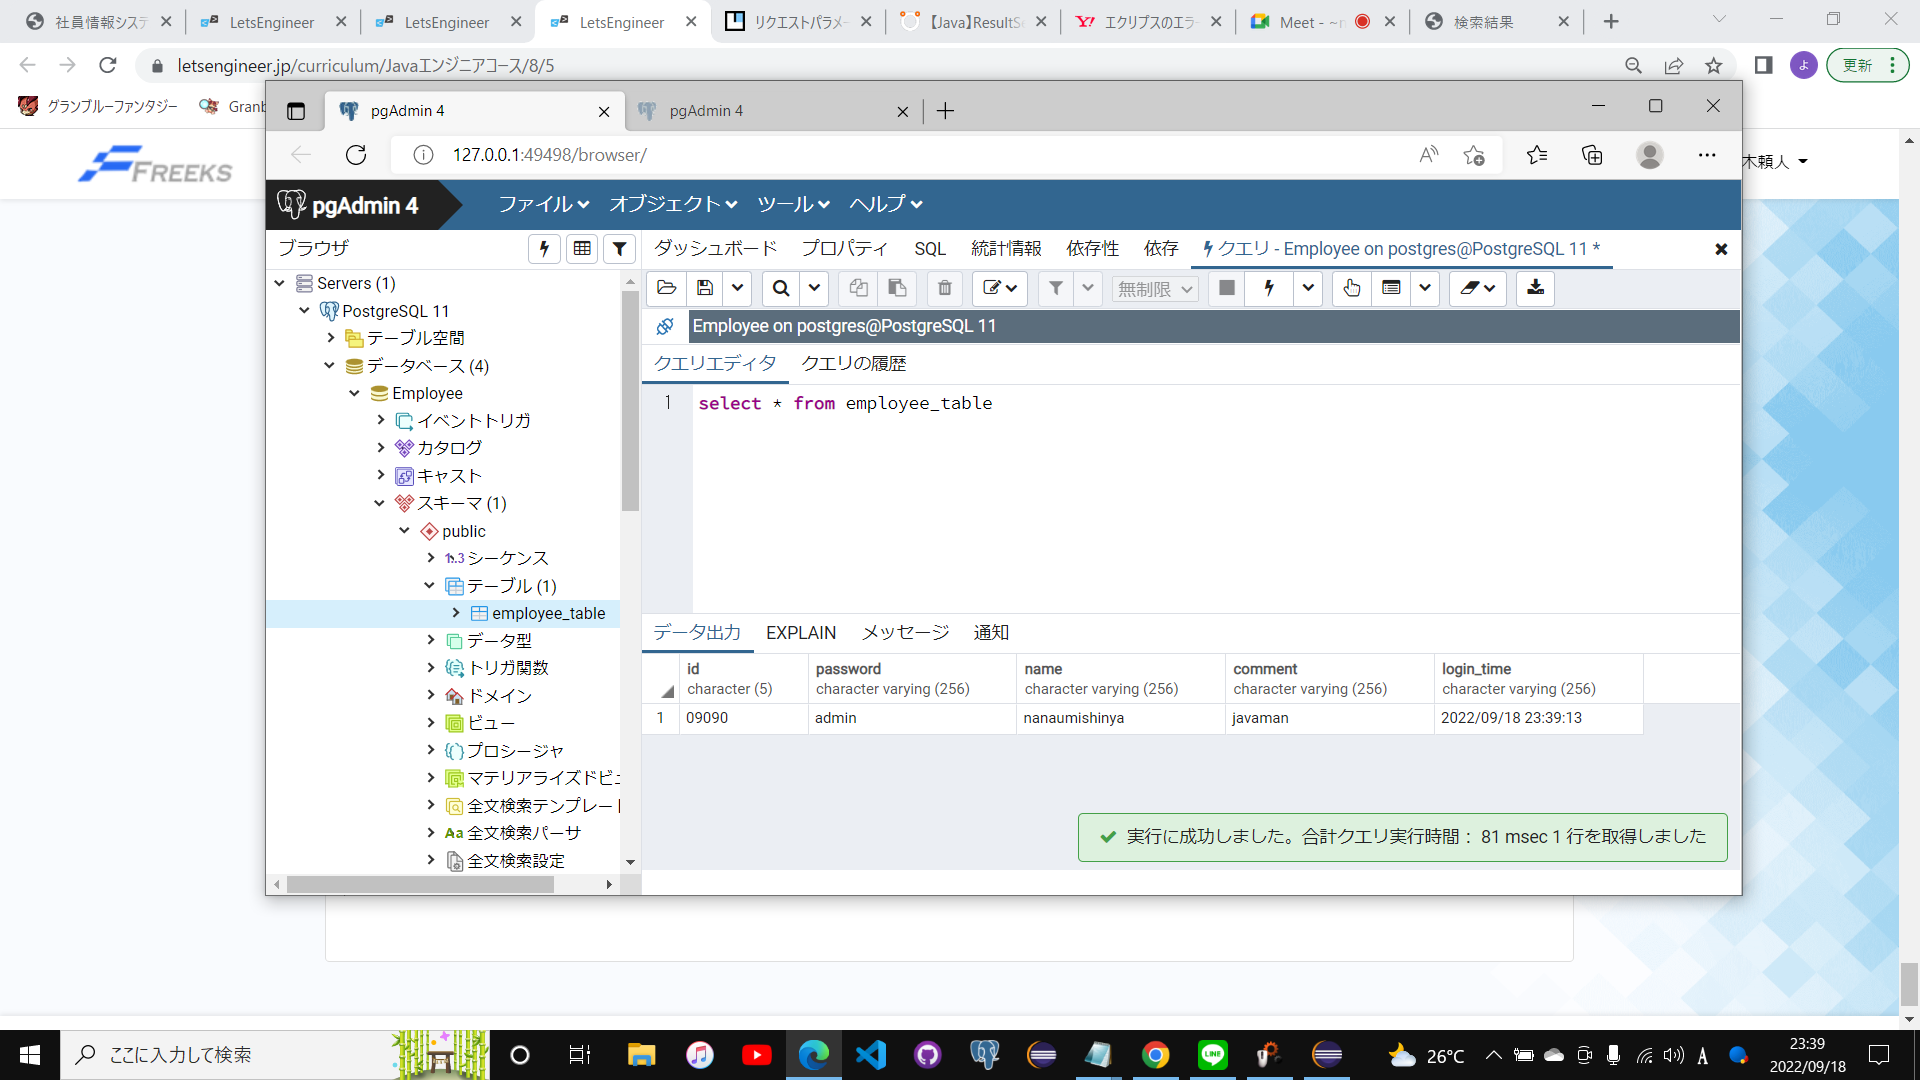 社員情報システ
LetsEngineer
LetsEngineer
LetsEngineer
リクエストパラメー
【Java】ResultSe
エクリプスのエラー
Meet - ~n
検索結果
letsengineer.jp/curriculum/Javaエンジニアコース/8/5
よ
更新
グランブルーファンタジー
Granb
pgAdmin 4
pgAdmin 4
127.0.0.1:49498/browser/
FREEKS
木頼人
pgAdmin 4
ファイル
オブジェクト
ツール
ヘルプ
ブラウザ
ダッシュボード
プロパティ
SQL
統計情報
依存性
依存
クエリ - Employee on postgres@PostgreSQL 11 *
Servers (1)
PostgreSQL 11
テーブル空間
データベース (4)
Employee
イベントトリガ
カタログ
キャスト
スキーマ (1)
public
1..3 シーケンス
テーブル (1)
employee_table
データ型
トリガ関数
ドメイン
ビュー
プロシージャ
マテリアライズドビュ
全文検索テンプレート
Aa 全文検索パーサ
全文検索設定
無制限
Employee on postgres@PostgreSQL 11
クエリエディタ
クエリの履歴
1 select * from employee_table
データ出力
EXPLAIN
メッセージ
通知
id password name comment login_time
character (5) character varying (256) character varying (256) character varying (256) character varying (256)
1 09090 admin nanaumishinya javaman 2022/09/18 23:39:13
実行に成功しました。合計クエリ実行時間： 81 msec 1 行を取得しました
ここに入力して検索
LINE
26°C
A
23:39
2022/09/18